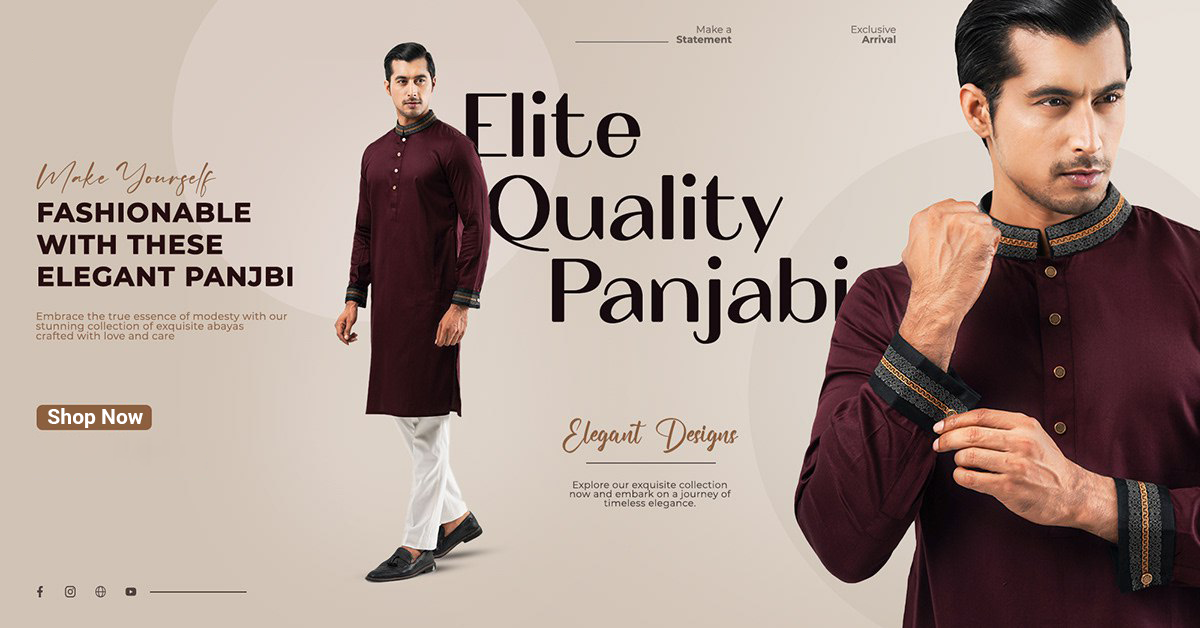 Make a
Statement
Exclusive
Arrival
Elite
Quality
Panjabi
Make Yourself
FASHIONABLE
WITH THESE
ELEGANT PANJBI
Embrace the true essence of modesty with our
stunning collection of exquisite abayas
crafted with love and care
Shop Now
Elegant Designs
Explore our exquisite collection
now and embark on a journey of
timeless elegance.